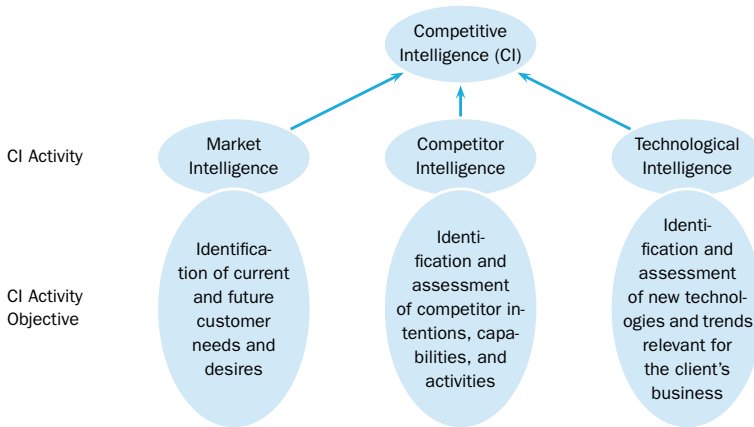 Competitive
Intelligence (CI)
CI Activity
Market
Intelligence
Competitor
Intelligence
Technological
Intelligence
CI Activity
Objective
Identifica-
tion of current
and future
customer
needs and
desires
Identi-
fication and
assessment
of competitor in-
tentions, capa-
bilities, and
activities
Identi-
fication and
assessment
of new technol-
ogies and trends
relevant for
the client's
business